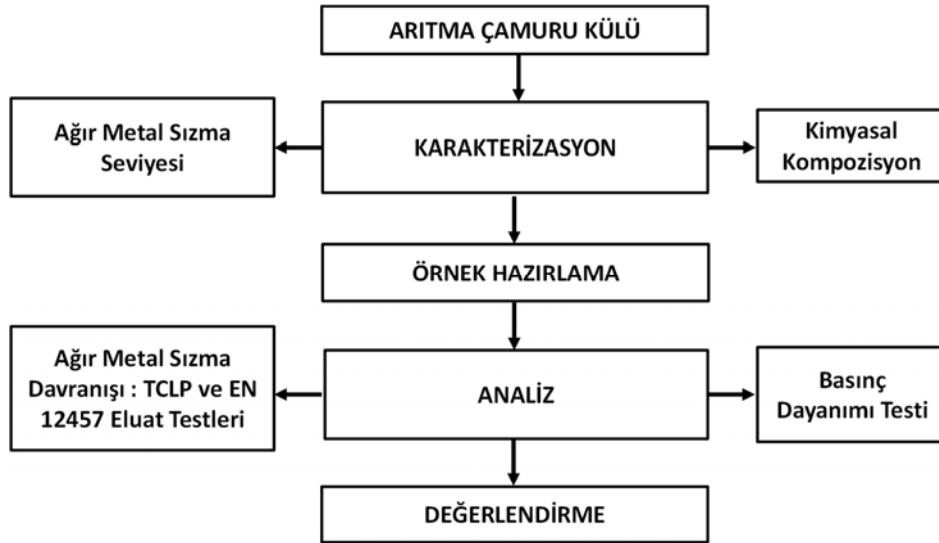 ARITMA ÇAMURU KÜLÜ
Ağır Metal Sızma
Seviyesi
KARAKTERİZASYON
Kimyasal
Kompozisyon
ÖRNEK HAZIRLAMA
Ağır Metal Sızma
Davranışı : TCLP ve EN
12457 Eluat Testleri
ANALİZ
Basınç
Dayanımı Testi
DEĞERLENDİRME